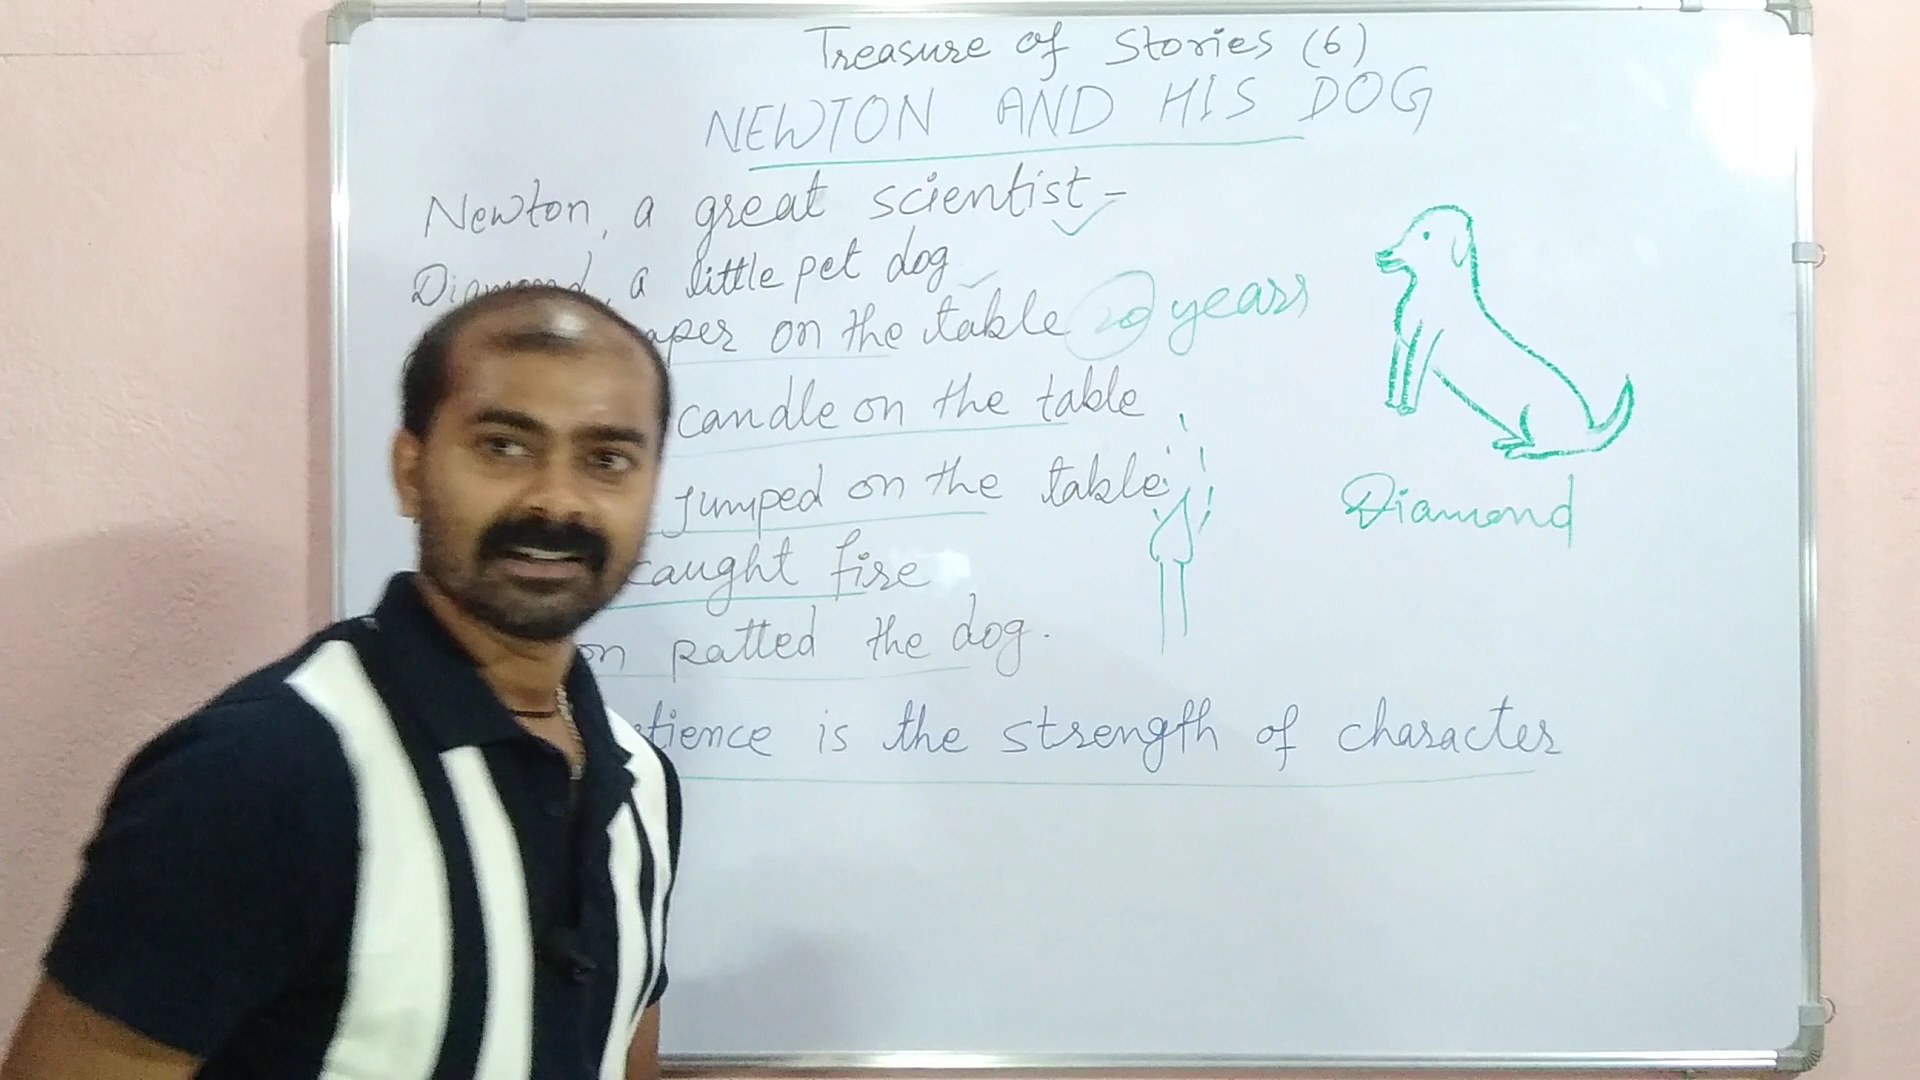 Treasure of Stories (6)
NEWTON AND HIS DOG
Newton, a great scientist -
Diamond, a little pet dog
on the table 20 years
candle on the table
jumped on the table
caught fire
patted the dog.
is the strength of character
Diamond